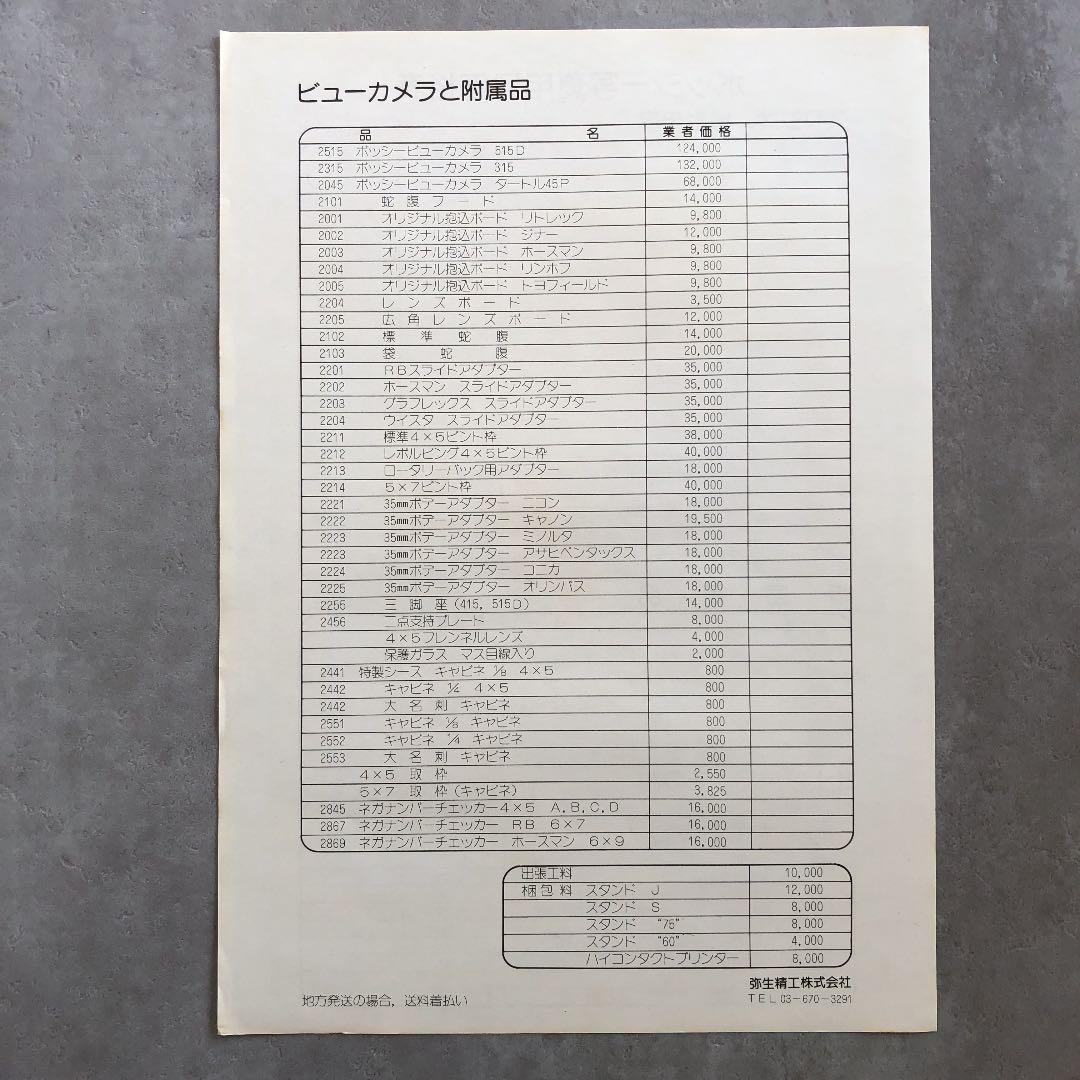 ビューカメラと附属品
品 名 業者価格
2515 ボッシービューカメラ 515D 124,000
2315 ボッシービューカメラ 315 132,000
2045 ボッシービューカメラ タートル45P 68,000
2101 蛇腹フード 14,000
2001 オリジナル抱込ボード リトレック 9,800
2002 オリジナル抱込ボード ジナー 12,000
2003 オリジナル抱込ボード ホースマン 9,800
2004 オリジナル抱込ボード リンホフ 9,800
2005 オリジナル抱込ボード トヨフィールド 9,800
2204 レンズボード 3,500
2205 広角レンズボード 12,000
2102 標準蛇腹 14,000
2103 袋蛇腹 20,000
2201 RBスライドアダプター 35,000
2202 ホースマン スライドアダプター 35,000
2203 グラフレックス スライドアダプター 35,000
2204 ウイスタ スライドアダプター 35,000
2211 標準4×5ピント枠 38,000
2212 レボルビング4×5ピント枠 40,000
2213 ロータリーバック用アダプター 18,000
2214 5×7ピント枠 40,000
2221 35mmボデーアダプター ニコン 18,000
2222 35mmボデーアダプター キャノン 19,500
2223 35mmボデーアダプター ミノルタ 18,000
2223 35mmボデーアダプター アサヒペンタックス 18,000
2224 35mmボデーアダプター コニカ 18,000
2225 35mmボデーアダプター オリンパス 18,000
2256 三脚座(415, 515D) 14,000
2456 二点支持プレート 8,000
4×5フレンネルレンズ 4,000
保護ガラス マス目線入り 2,000
2441 特製シース キャビネ 4×5 800
2442 キャビネ ¼ 4×5 800
2442 大名刺 キャビネ 800
2551 キャビネ キャビネ 800
2552 キャビネ ¼ キャビネ 800
2553 大名刺 キャビネ 800
4×5 取枠 2,550
5×7 取枠(キャビネ) 3,825
2845 ネガナンバーチェッカー4×5 A,B,C,D 16,000
2867 ネガナンバーチェッカー RB 6×7 16,000
2869 ネガナンバーチェッカー ホースマン 6×9 16,000
出張工料 10,000
梱包料 スタンド J 12,000
スタンド S 8,000
スタンド "75" 8,000
スタンド "60" 4,000
ハイコンタクトプリンター 8,000
弥生精工株式会社
地方発送の場合, 送料着払い
TEL 03-670-3291